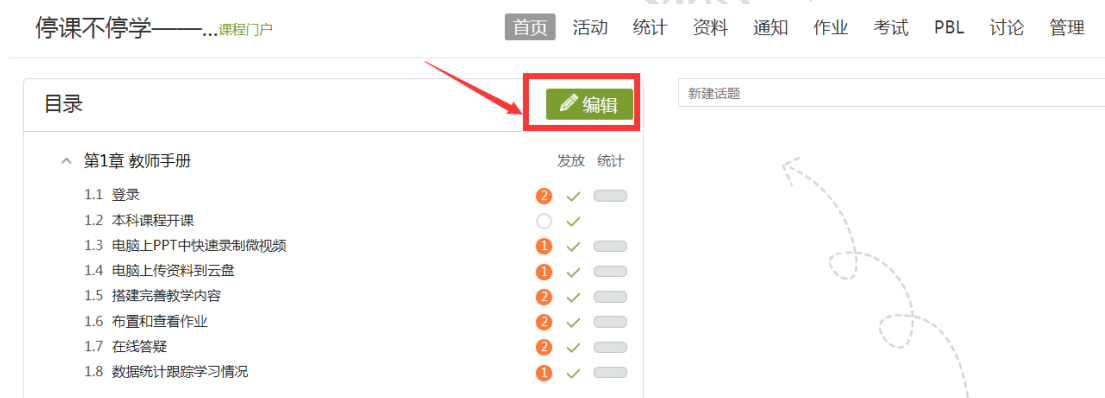 停课不停学——...课程门户 首页 活动 统计 资料 通知 作业 考试 PBL 讨论 管理
目录 编辑 新建话题
第1章 教师手册 发放 统计
1.1 登录 2
1.2 本科课程开课
1.3 电脑上PPT中快速录制微视频 1
1.4 电脑上传资料到云盘 1
1.5 搭建完善教学内容 2
1.6 布置和查看作业 2
1.7 在线答疑 2
1.8 数据统计跟踪学习情况 1